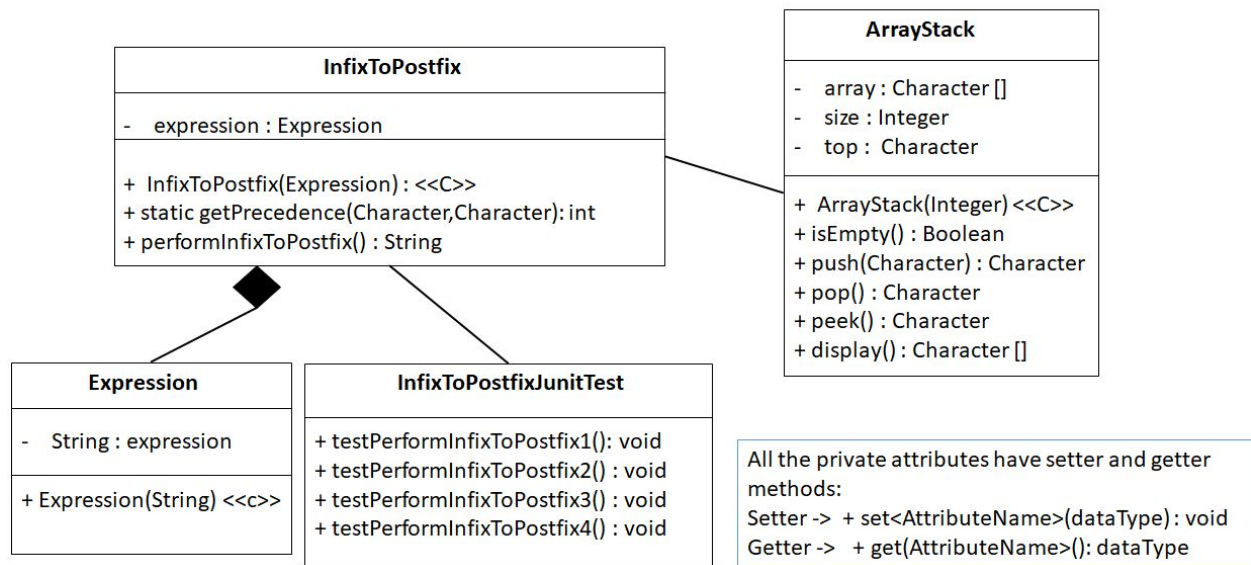 InfixToPostfix
- expression : Expression
+ InfixToPostfix(Expression) : <<C>>
+ static getPrecedence(Character,Character): int
+ performInfixToPostfix() : String
ArrayStack
- array : Character []
- size : Integer
- top : Character
+ ArrayStack(Integer) <<C>>
+ isEmpty() : Boolean
+ push(Character) : Character
+ pop() : Character
+ peek() : Character
+ display() : Character []
Expression
- String : expression
+ Expression(String) <<c>>
InfixToPostfixJunitTest
+ testPerformInfixToPostfix1(): void
+ testPerformInfixToPostfix2() : void
+ testPerformInfixToPostfix3() : void
+ testPerformInfixToPostfix4() : void
All the private attributes have setter and getter
methods:
Setter -> + set<AttributeName>(dataType) : void
Getter -> + get(AttributeName>(): dataType